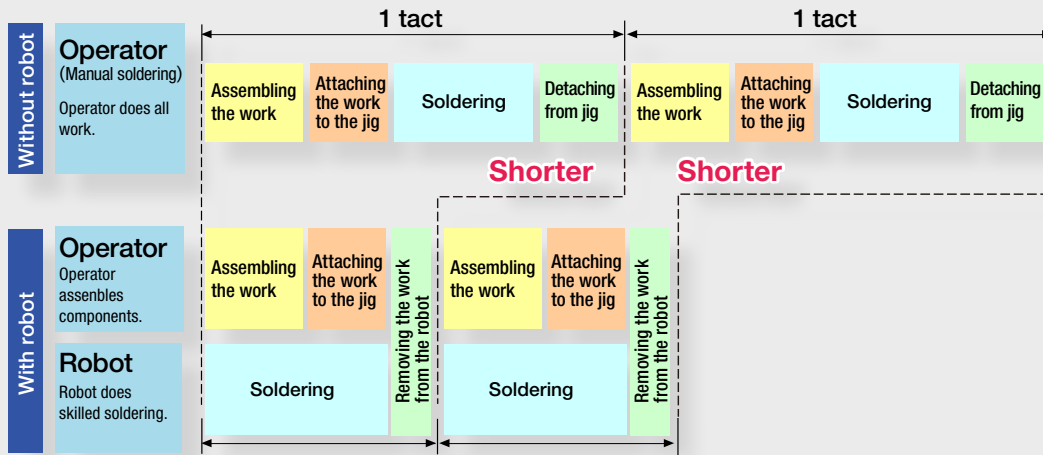 1 tact
1 tact
Without robot
Operator
(Manual soldering)
Operator does all
work.
Assembling
the work
Attaching
the work
to the jig
Soldering
Detaching
from jig
Assembling
the work
Attaching
the work
to the jig
Soldering
Detaching
from jig
Shorter
Shorter
With robot
Operator
Operator
assembles
components.
Assembling
the work
Attaching
the work
to the jig
Removing the work
from the robot
Assembling
the work
Attaching
the work
to the jig
Removing the work
from the robot
Robot
Robot does
skilled soldering.
Soldering
Soldering